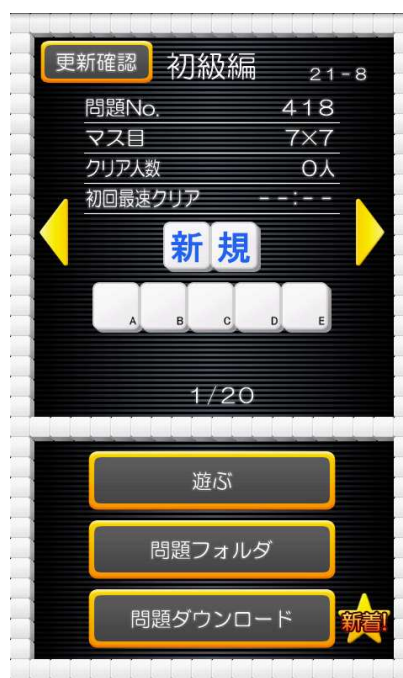 更新確認 初級編 21-8
問題No. 418
マス目 7×7
クリア人数 0人
初回最速クリア --:--
新規
A B C D E
1/20
遊ぶ
問題フォルダ
問題ダウンロード 新着!